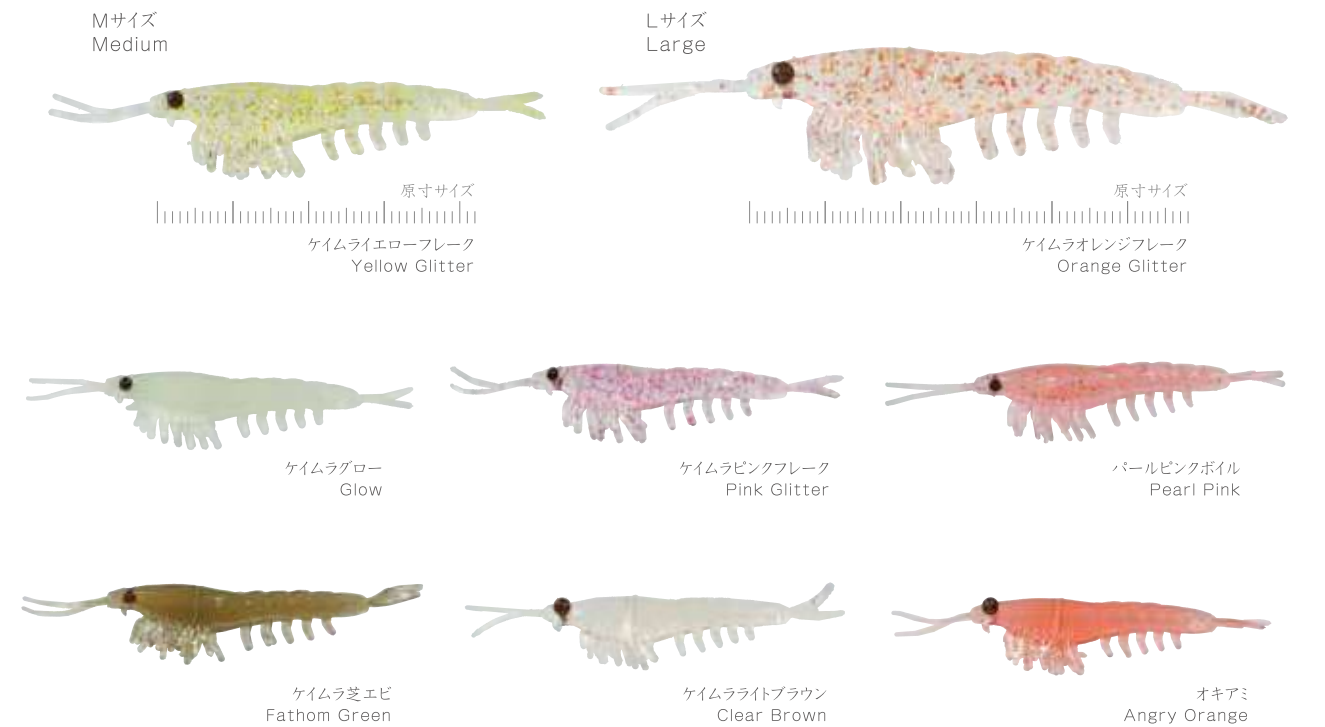 Mサイズ
Medium
Lサイズ
Large
原寸サイズ
原寸サイズ
ケイムライエローフレーク
Yellow Glitter
ケイムラオレンジフレーク
Orange Glitter
ケイムラグロー
Glow
ケイムラピンクフレーク
Pink Glitter
パールピンクボイル
Pearl Pink
ケイムラ芝エビ
Fathom Green
ケイムラライトブラウン
Clear Brown
オキアミ
Angry Orange